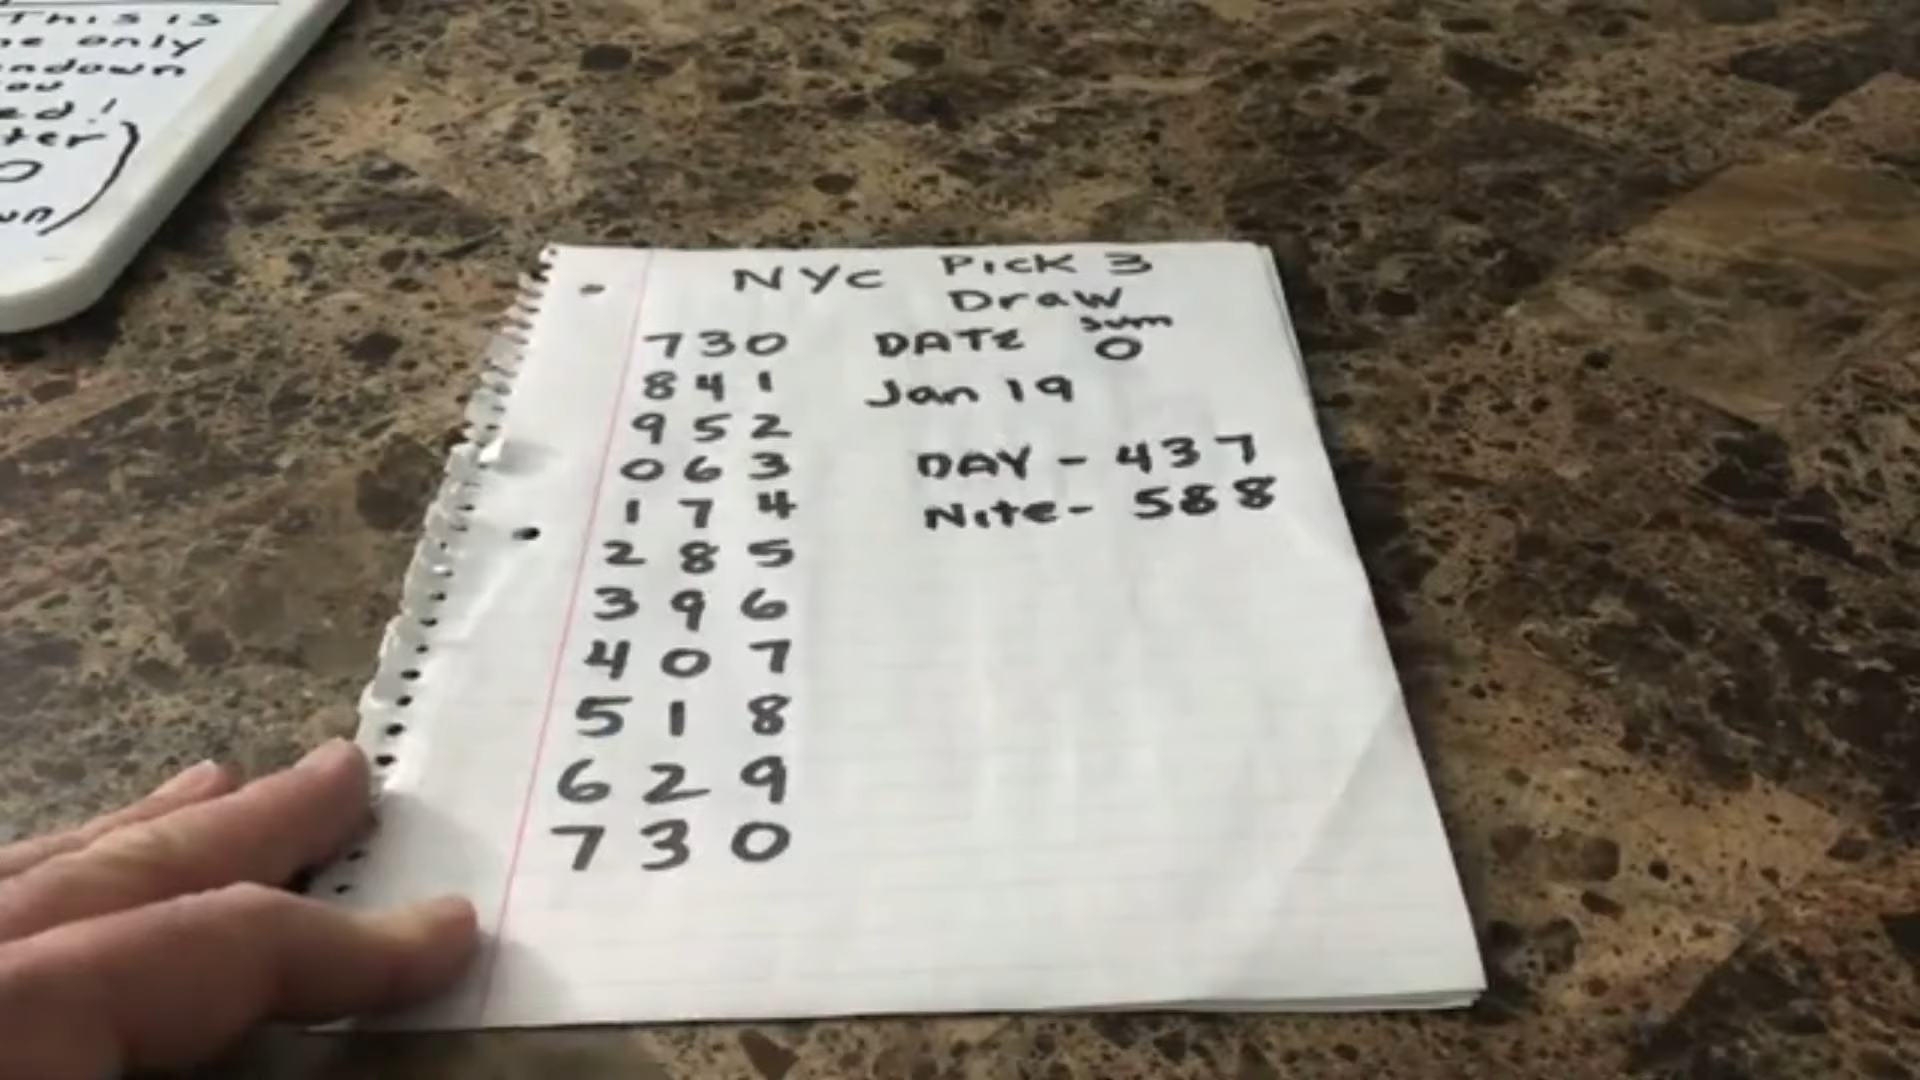 This is
only
ed!
NYC Pick 3
Draw
730 DATE sum
0
841 Jan 19
952
DAY - 437
063
Nite - 588
174
285
396
407
518
629
730